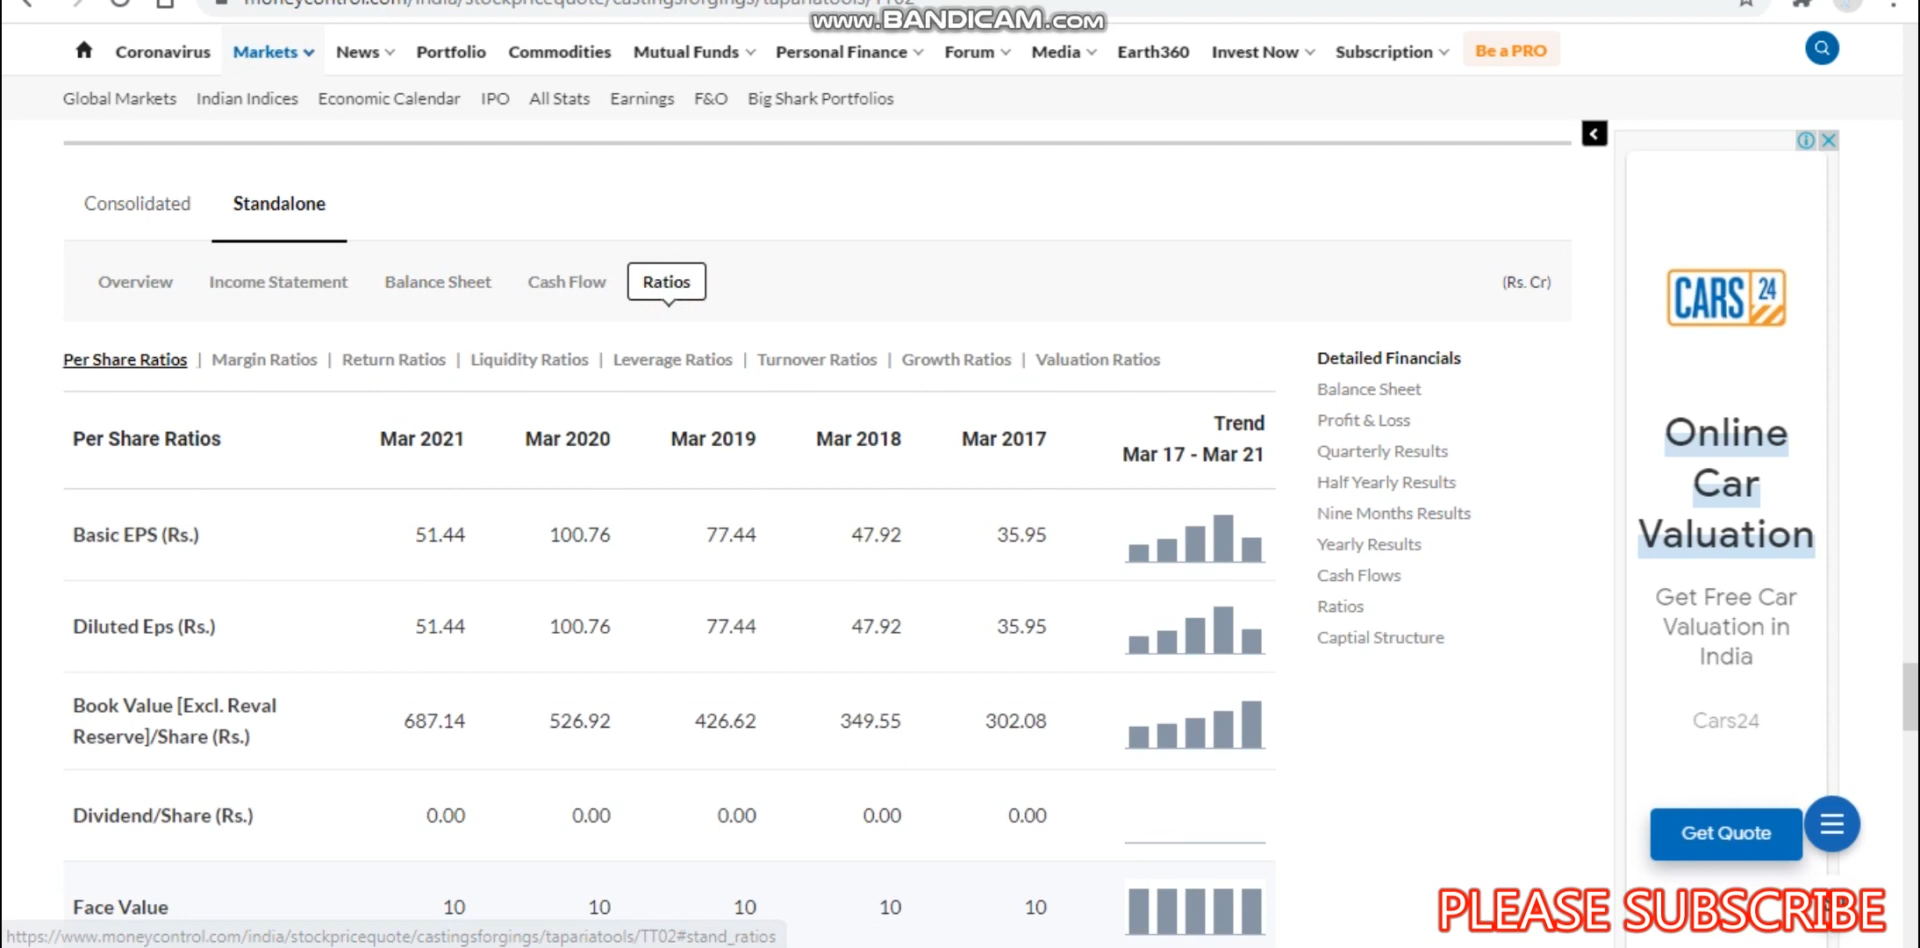 moneycontrol.com/india/stockpricequote/castingsforgings/tapariatools/TT02
www.BANDICAM.com
Coronavirus Markets News Portfolio Commodities Mutual Funds Personal Finance Forum Media Earth360 Invest Now Subscription Be a PRO
Global Markets Indian Indices Economic Calendar IPO All Stats Earnings F&O Big Shark Portfolios
Consolidated Standalone
Overview Income Statement Balance Sheet Cash Flow Ratios (Rs. Cr)
Per Share Ratios | Margin Ratios | Return Ratios | Liquidity Ratios | Leverage Ratios | Turnover Ratios | Growth Ratios | Valuation Ratios
Per Share Ratios Mar 2021 Mar 2020 Mar 2019 Mar 2018 Mar 2017 Trend
Mar 17 - Mar 21
Basic EPS (Rs.) 51.44 100.76 77.44 47.92 35.95
Diluted Eps (Rs.) 51.44 100.76 77.44 47.92 35.95
Book Value [Excl. Reval
Reserve]/Share (Rs.) 687.14 526.92 426.62 349.55 302.08
Dividend/Share (Rs.) 0.00 0.00 0.00 0.00 0.00
Face Value 10 10 10 10 10
https://www.moneycontrol.com/india/stockpricequote/castingsforgings/tapariatools/TT02#stand_ratios
Detailed Financials
Balance Sheet
Profit & Loss
Quarterly Results
Half Yearly Results
Nine Months Results
Yearly Results
Cash Flows
Ratios
Captial Structure
CARS 24
Online
Car
Valuation
Get Free Car
Valuation in
India
Cars24
Get Quote
PLEASE SUBSCRIBE